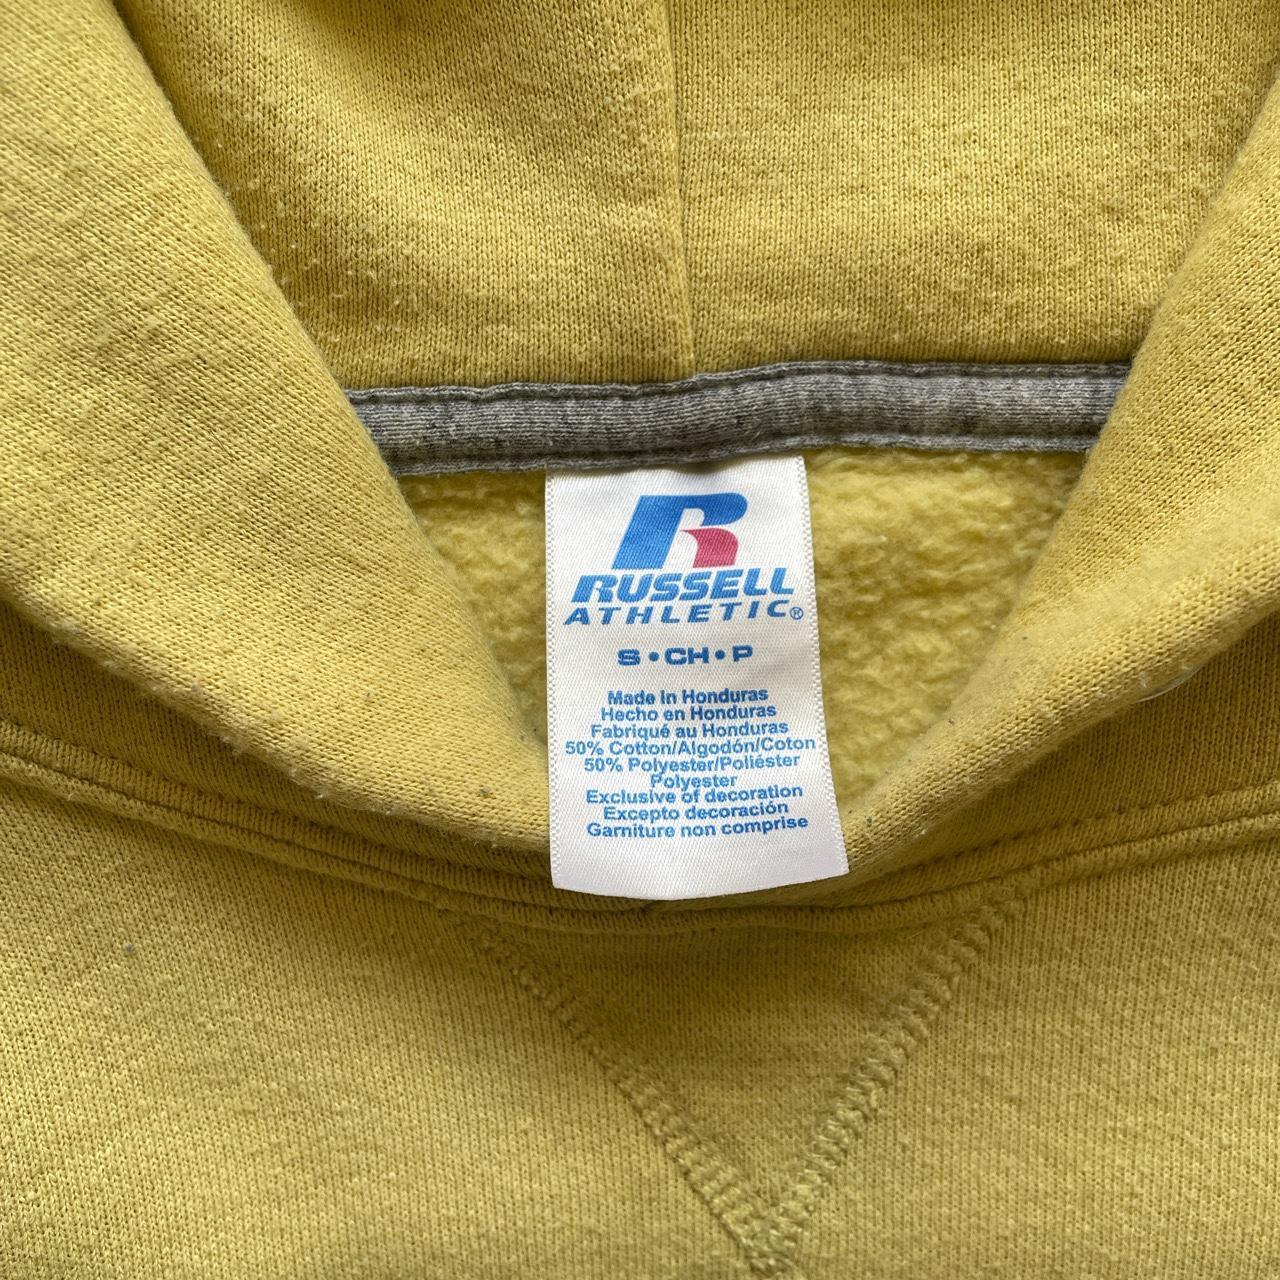 R
RUSSELL
ATHLETIC®
S • CH • P
Made in Honduras
Hecho en Honduras
Fabriqué au Honduras
50% Cotton/Algodón/Coton
50% Polyester/Poliéster
Polyester
Exclusive of decoration
Excepto decoración
Garniture non comprise